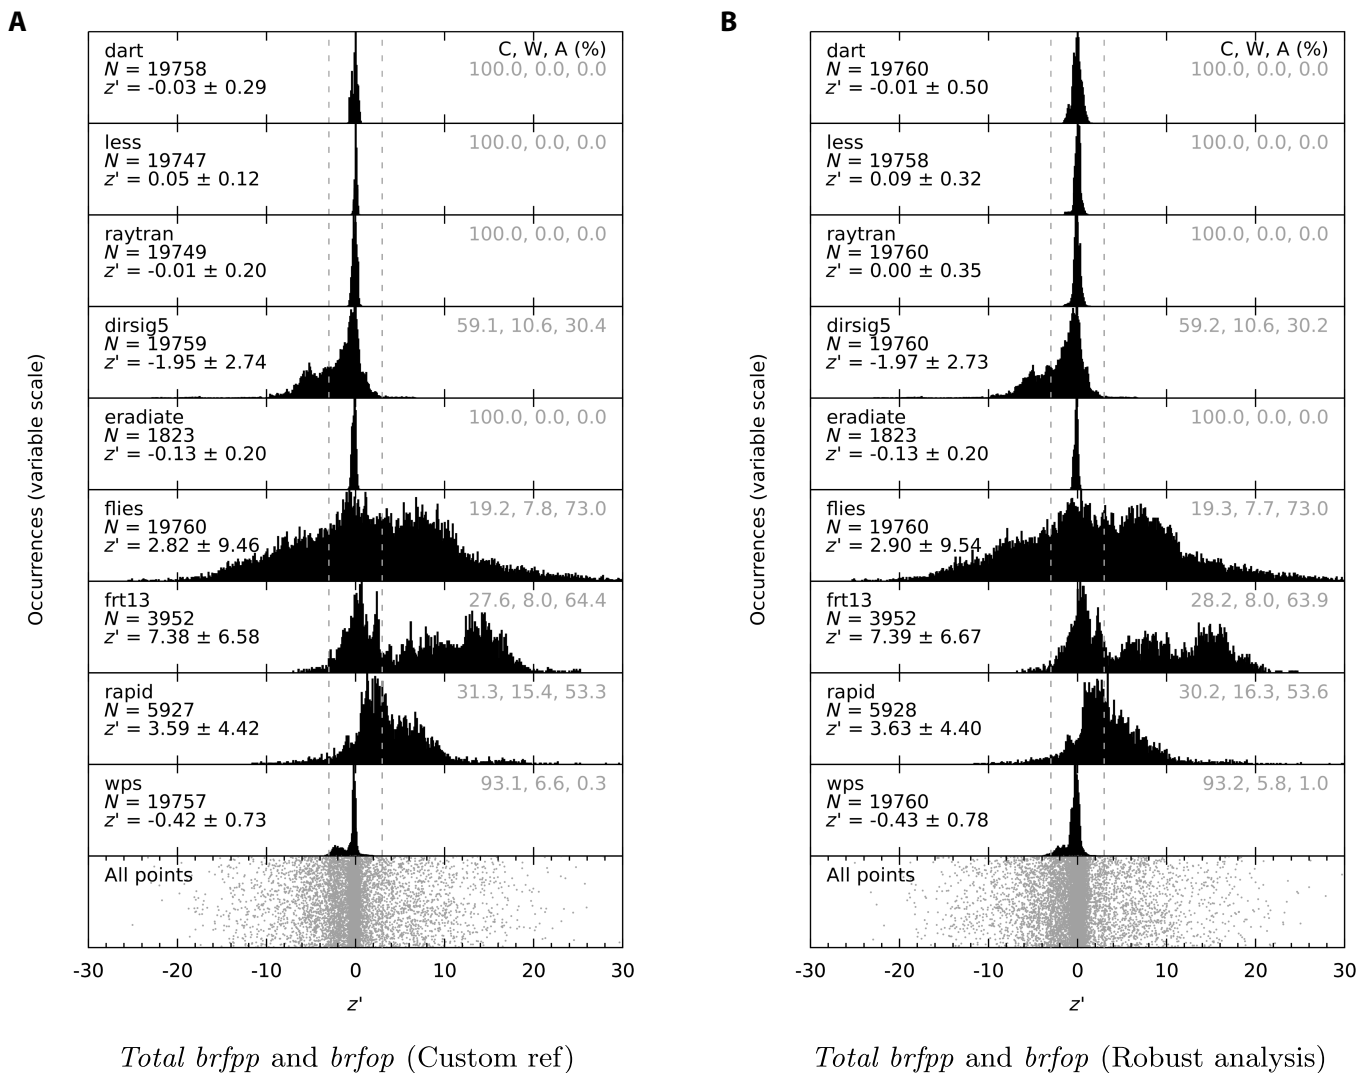 A
Occurrences (variable scale)
dart
C, W, A (%)
N = 19758
100.0, 0.0, 0.0
z' = -0.03 ± 0.29
less
100.0, 0.0, 0.0
N = 19747
z' = 0.05 ± 0.12
raytran
100.0, 0.0, 0.0
N = 19749
z' = -0.01 ± 0.20
dirsig5
59.1, 10.6, 30.4
N = 19759
z' = -1.95 ± 2.74
eradiate
100.0, 0.0, 0.0
N = 1823
z' = -0.13 ± 0.20
flies
19.2, 7.8, 73.0
N = 19760
z' = 2.82 ± 9.46
frt13
27.6, 8.0, 64.4
N = 3952
z' = 7.38 ± 6.58
rapid
31.3, 15.4, 53.3
N = 5927
z' = 3.59 ± 4.42
wps
93.1, 6.6, 0.3
N = 19757
z' = -0.42 ± 0.73
All points
-30 -20 -10 0 10 20 30
z'
Total brfpp and brfop (Custom ref)
B
Occurrences (variable scale)
dart
C, W, A (%)
N = 19760
100.0, 0.0, 0.0
z' = -0.01 ± 0.50
less
100.0, 0.0, 0.0
N = 19758
z' = 0.09 ± 0.32
raytran
100.0, 0.0, 0.0
N = 19760
z' = 0.00 ± 0.35
dirsig5
59.2, 10.6, 30.2
N = 19760
z' = -1.97 ± 2.73
eradiate
100.0, 0.0, 0.0
N = 1823
z' = -0.13 ± 0.20
flies
19.3, 7.7, 73.0
N = 19760
z' = 2.90 ± 9.54
frt13
28.2, 8.0, 63.9
N = 3952
z' = 7.39 ± 6.67
rapid
30.2, 16.3, 53.6
N = 5928
z' = 3.63 ± 4.40
wps
93.2, 5.8, 1.0
N = 19760
z' = -0.43 ± 0.78
All points
-30 -20 -10 0 10 20 30
z'
Total brfpp and brfop (Robust analysis)